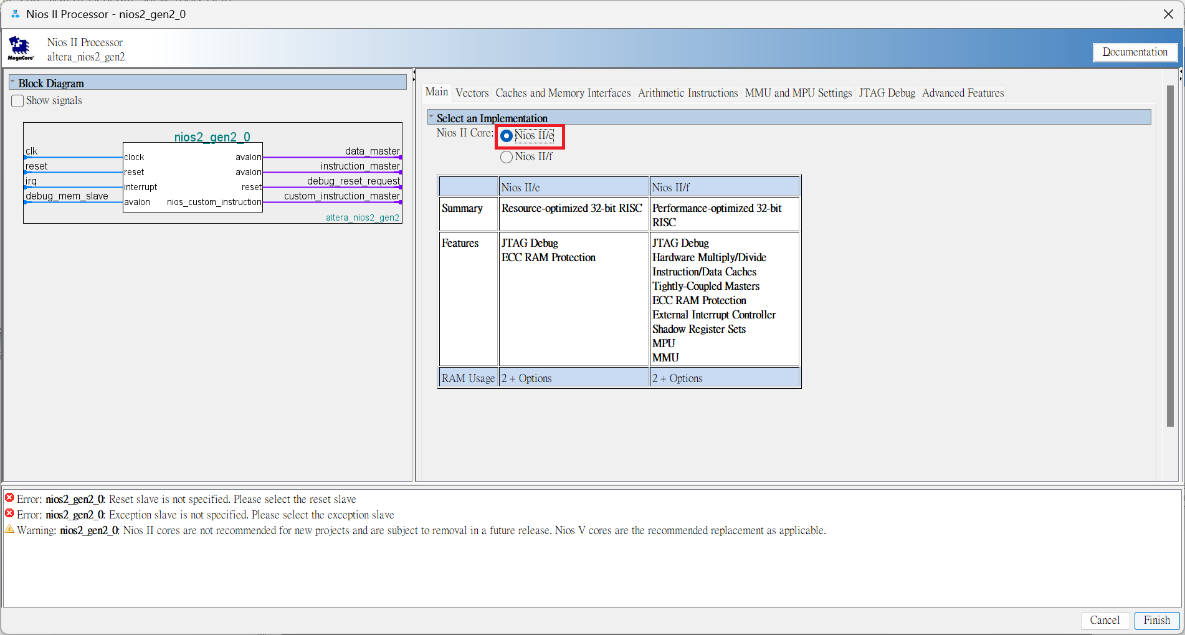 Nios II Processor - nios2_gen2_0
MegaCore'
Nios II Processor
altera_nios2_gen2
Documentation
Block Diagram
Show signals
nios2_gen2_0
clk
clock
avalon
data_master
reset
reset
avalon
instruction_master
irq
interrupt
reset
debug_reset_request
debug_mem_slave
avalon
nios_custom_instruction
custom_instruction_master
altera_nios2_gen2
Main Vectors Caches and Memory Interfaces Arithmetic Instructions MMU and MPU Settings JTAG Debug Advanced Features
Select an Implementation
Nios II Core: Nios II/e
Nios II/f
Nios II/e Nios II/f
Summary Resource-optimized 32-bit RISC Performance-optimized 32-bit
RISC
Features JTAG Debug JTAG Debug
ECC RAM Protection Hardware Multiply/Divide
Instruction/Data Caches
Tightly-Coupled Masters
ECC RAM Protection
External Interrupt Controller
Shadow Register Sets
MPU
MMU
RAM Usage 2 + Options 2 + Options
Error: nios2_gen2_0: Reset slave is not specified. Please select the reset slave
Error: nios2_gen2_0: Exception slave is not specified. Please select the exception slave
Warning: nios2_gen2_0: Nios II cores are not recommended for new projects and are subject to removal in a future release. Nios V cores are the recommended replacement as applicable.
Cancel Finish